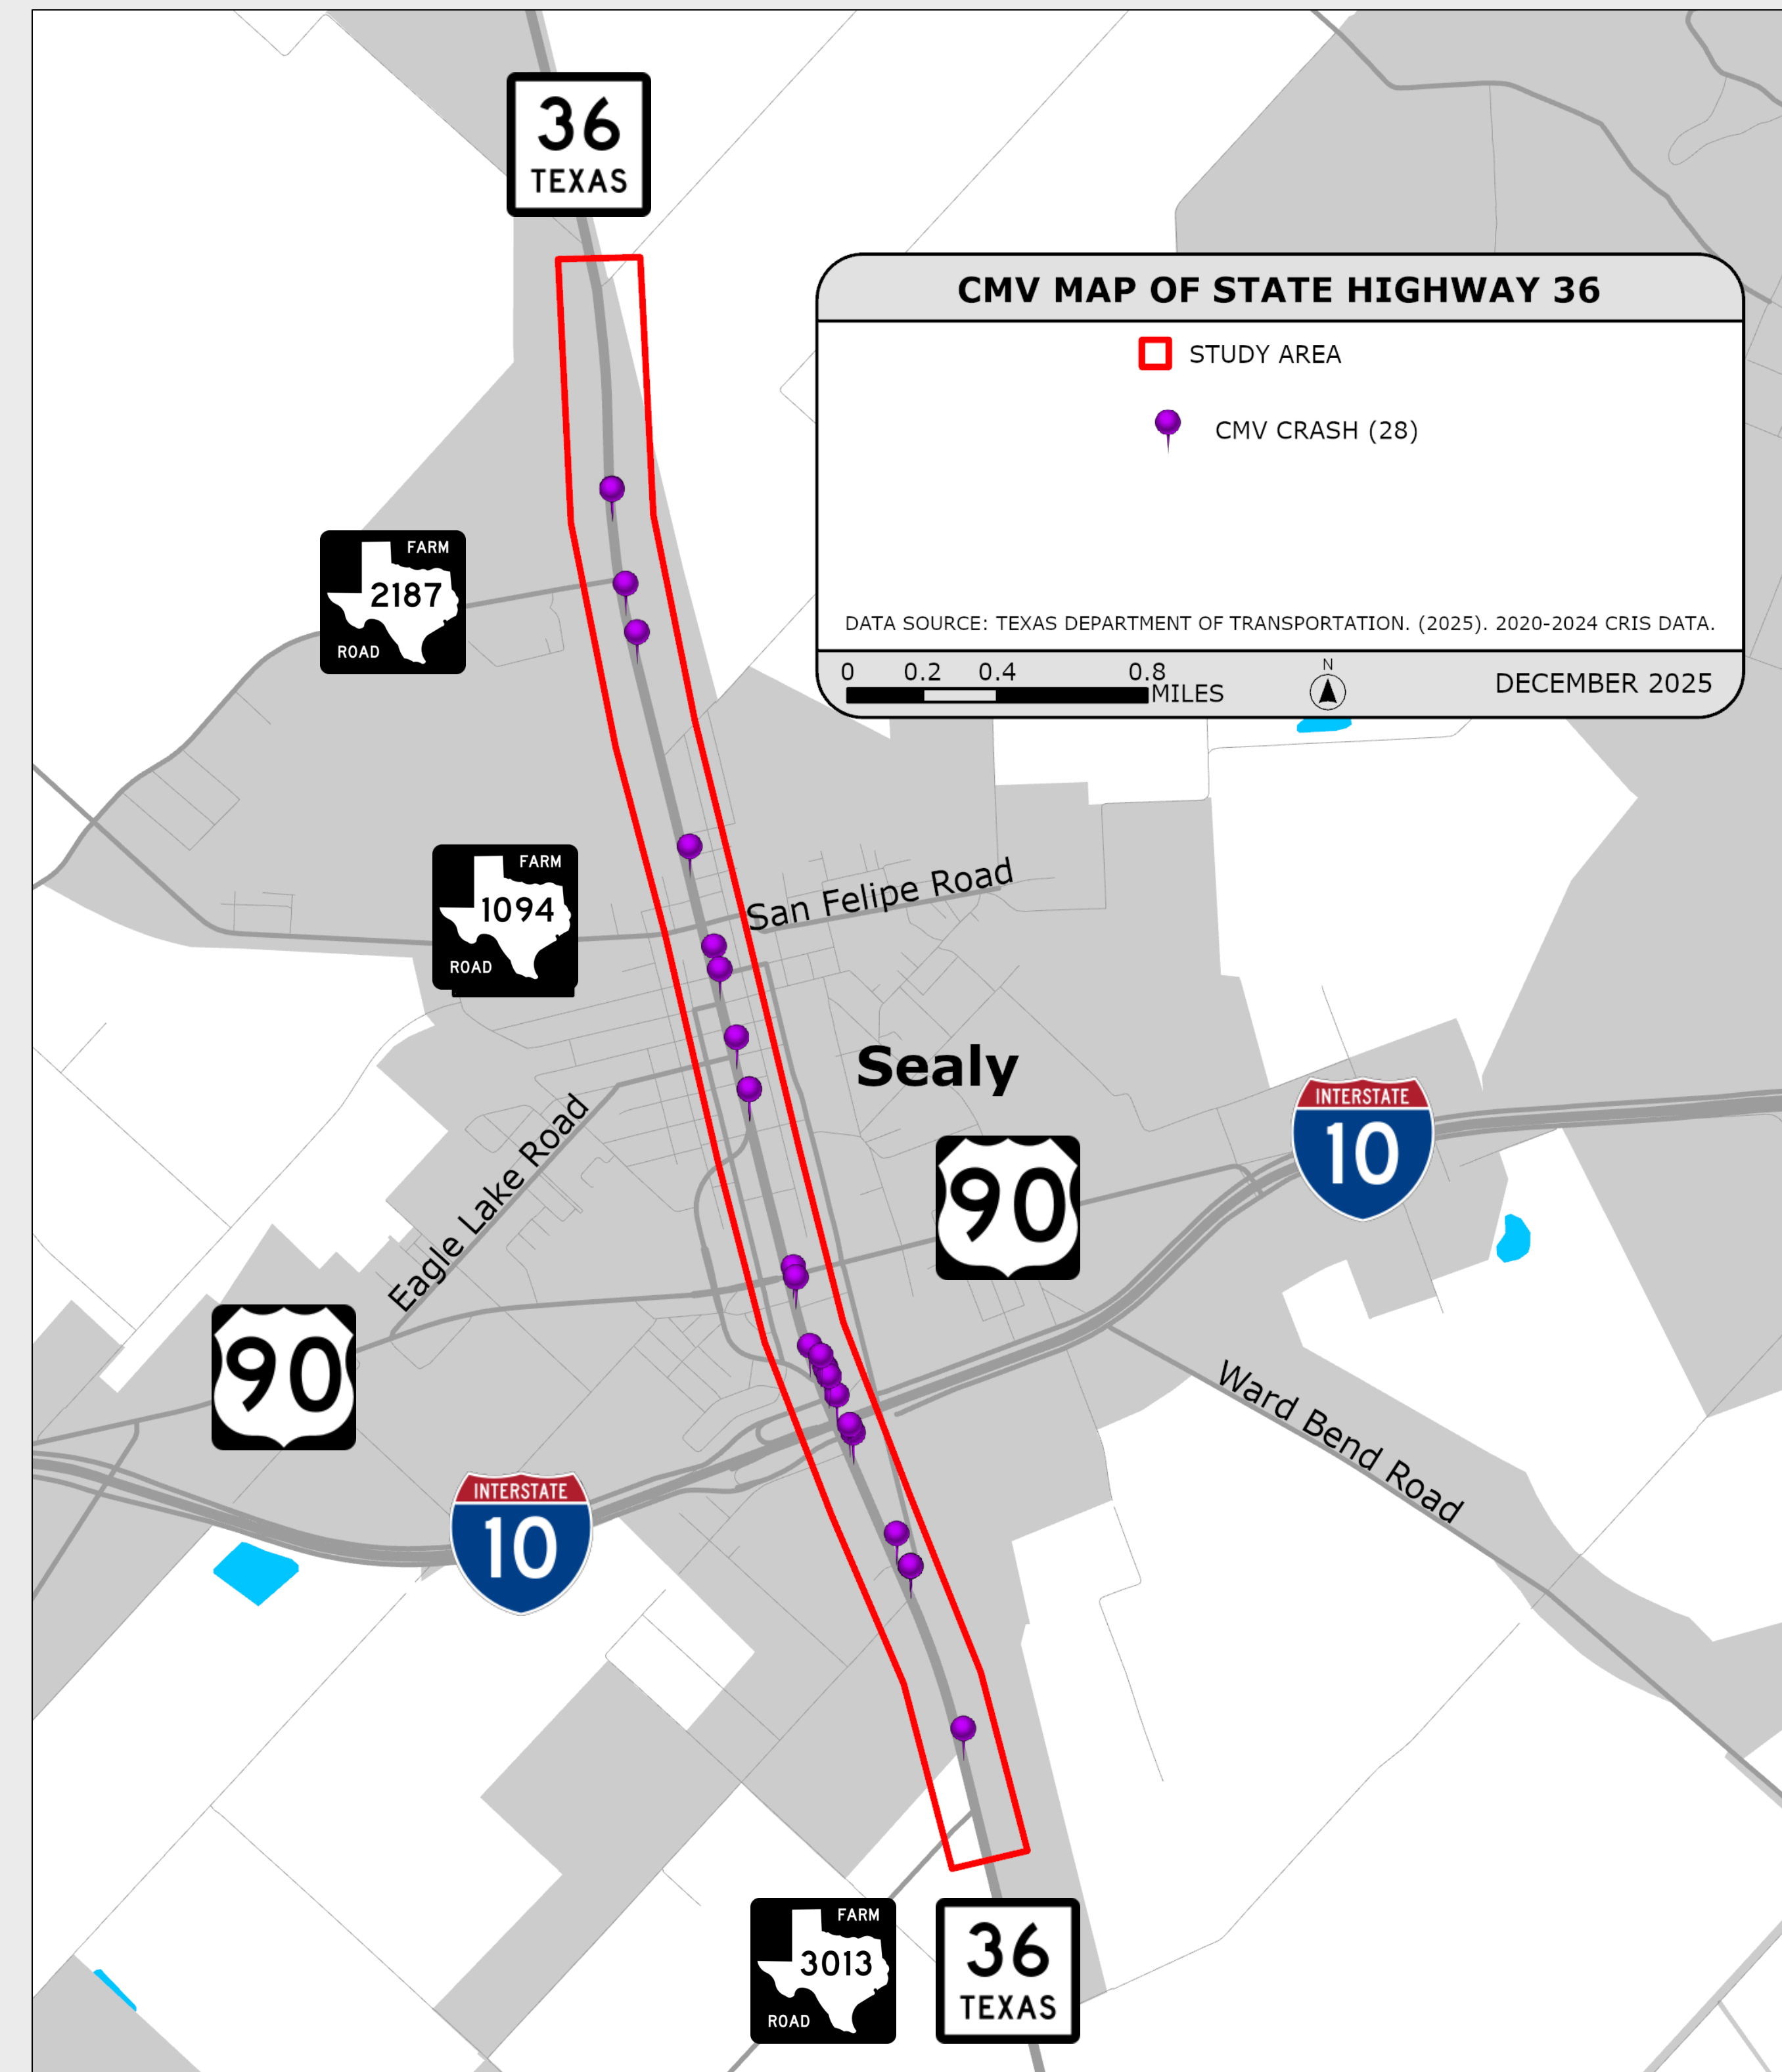 36
TEXAS
CMV MAP OF STATE HIGHWAY 36
STUDY AREA
CMV CRASH (28)
DATA SOURCE: TEXAS DEPARTMENT OF TRANSPORTATION. (2025). 2020-2024 CRIS DATA.
0 0.2 0.4 0.8
MILES
N
DECEMBER 2025
FARM
2187
ROAD
FARM
1094
ROAD
San Felipe Road
Sealy
Eagle Lake Road
90
INTERSTATE
10
90
Ward Bend Road
INTERSTATE
10
FARM
3013
ROAD
36
TEXAS